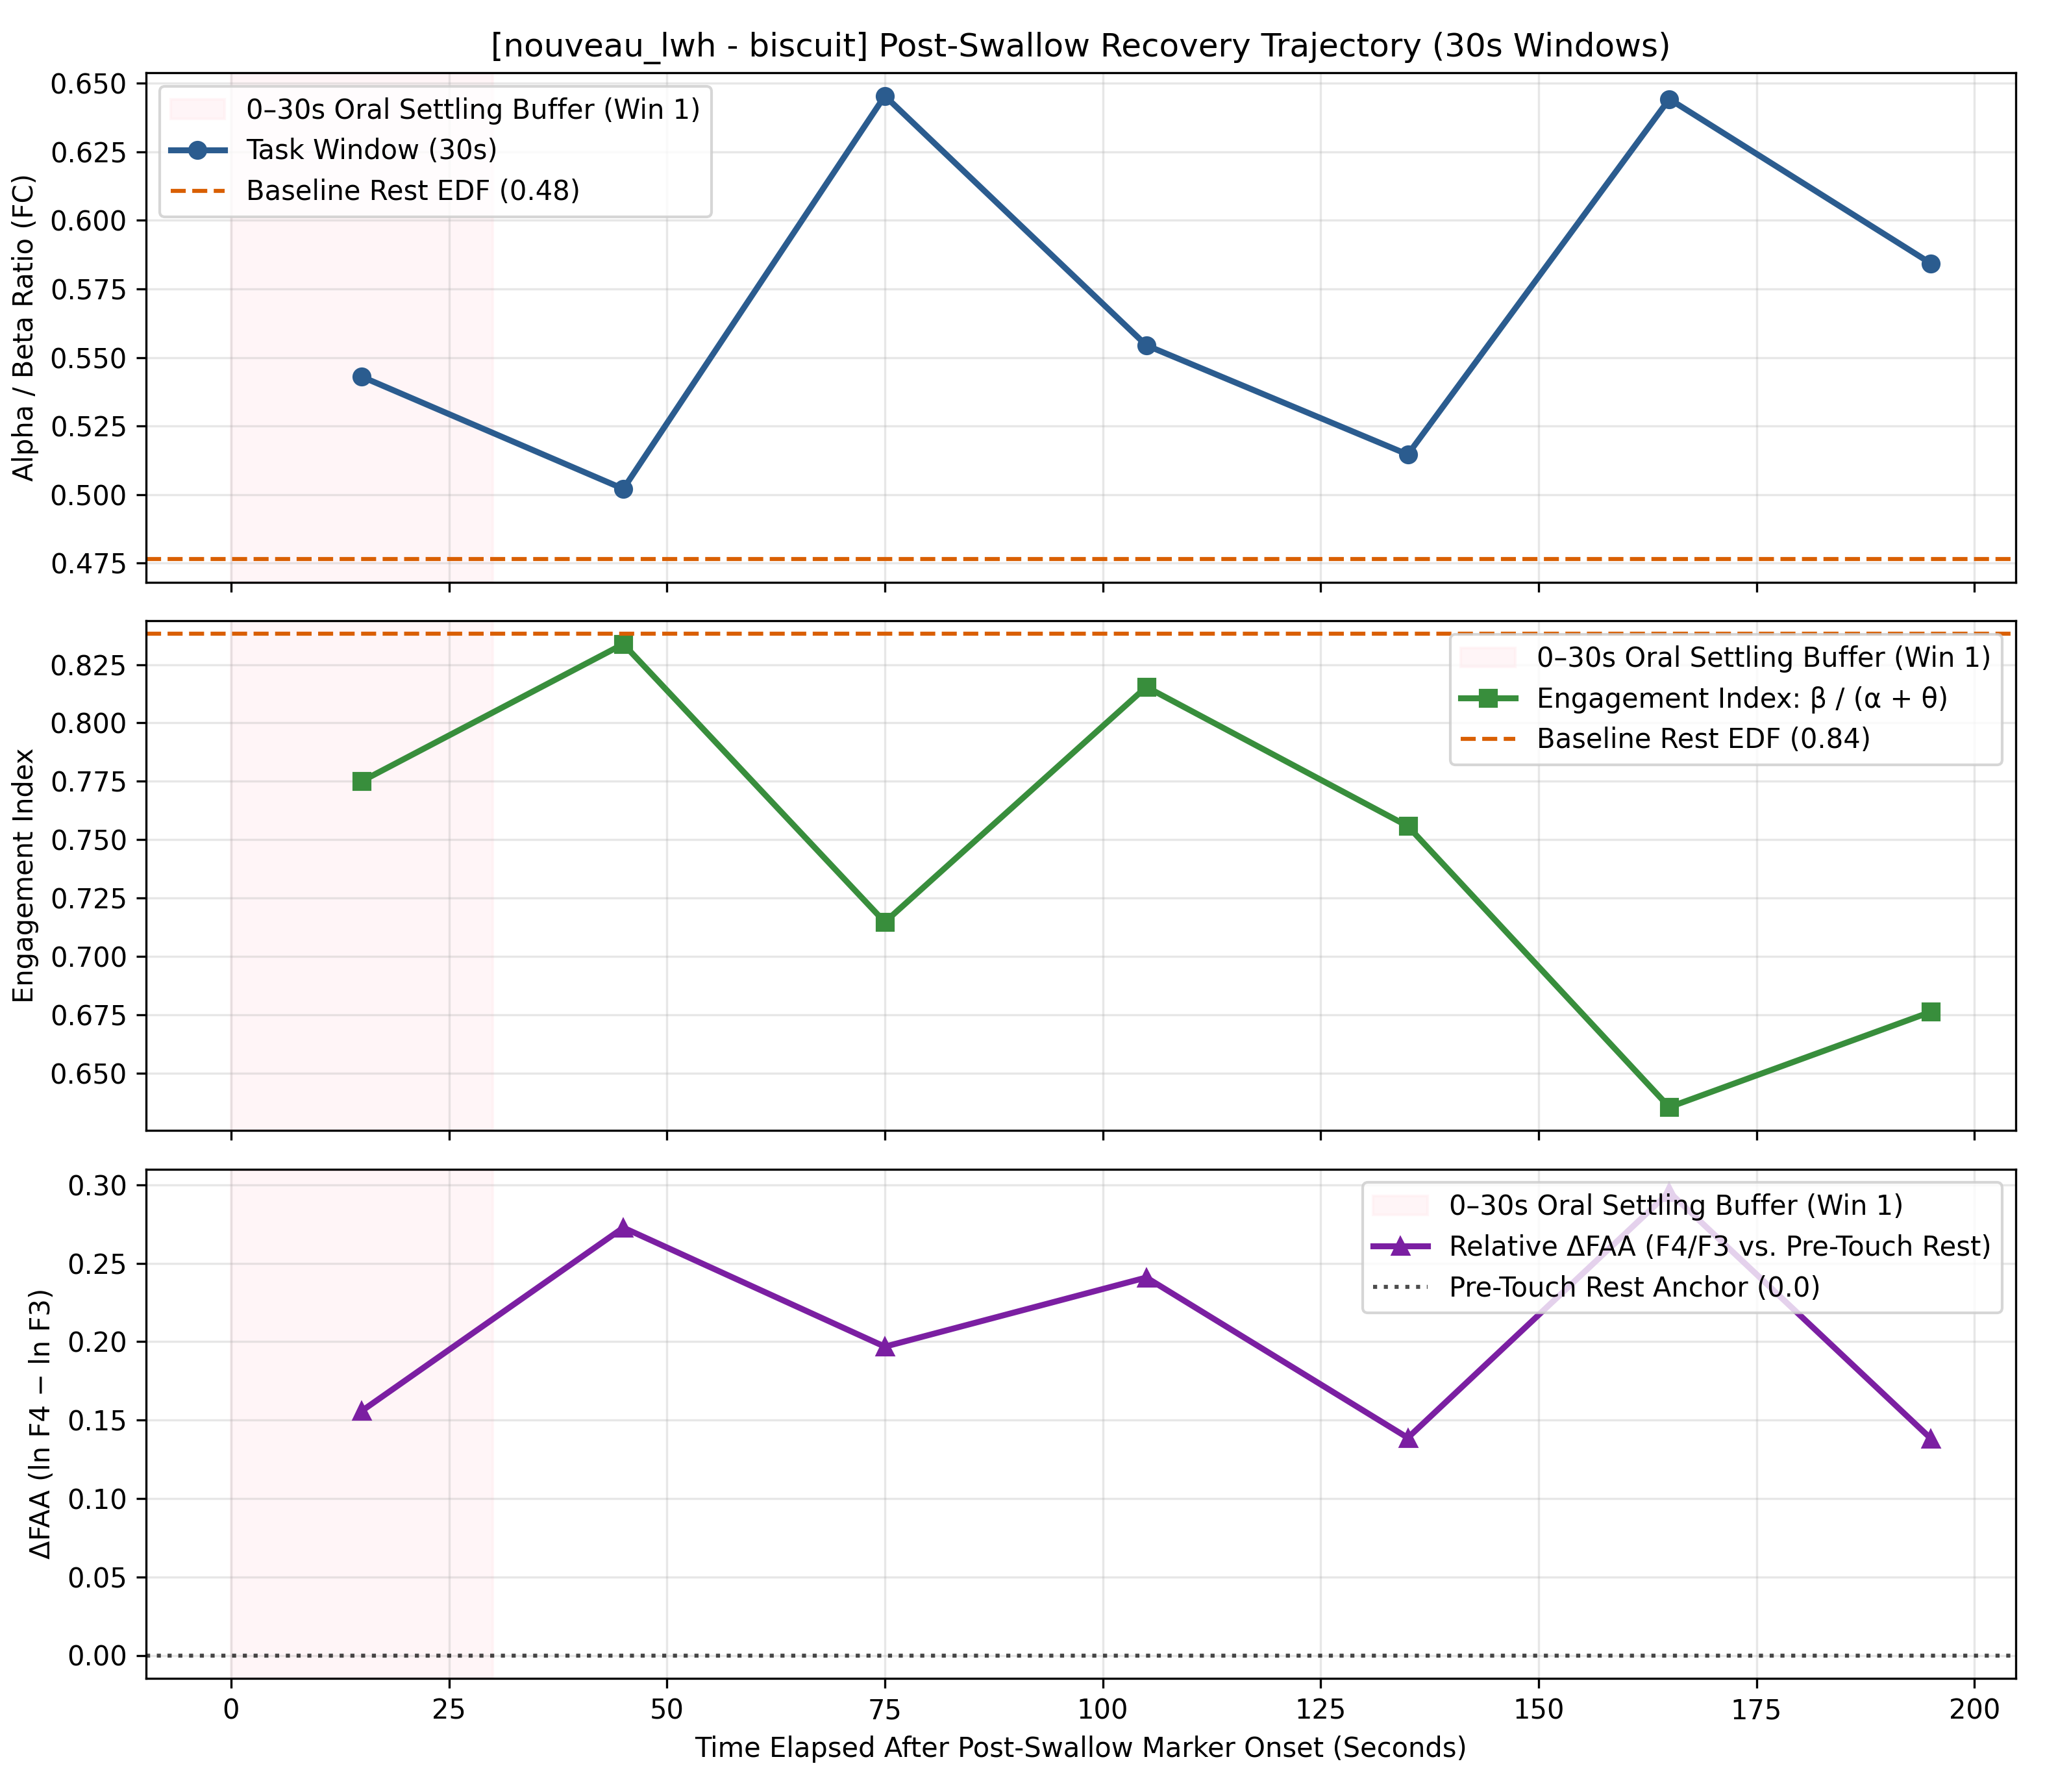 [nouveau_lwh - biscuit] Post-Swallow Recovery Trajectory (30s Windows)
Alpha / Beta Ratio (FC)
0.650
0.625
0.600
0.575
0.550
0.525
0.500
0.475
0–30s Oral Settling Buffer (Win 1)
Task Window (30s)
Baseline Rest EDF (0.48)
Engagement Index
0.825
0.800
0.775
0.750
0.725
0.700
0.675
0.650
0–30s Oral Settling Buffer (Win 1)
Engagement Index: β / (α + θ)
Baseline Rest EDF (0.84)
ΔFAA (ln F4 − ln F3)
0.30
0.25
0.20
0.15
0.10
0.05
0.00
0–30s Oral Settling Buffer (Win 1)
Relative ΔFAA (F4/F3 vs. Pre-Touch Rest)
Pre-Touch Rest Anchor (0.0)
0 25 50 75 100 125 150 175 200
Time Elapsed After Post-Swallow Marker Onset (Seconds)